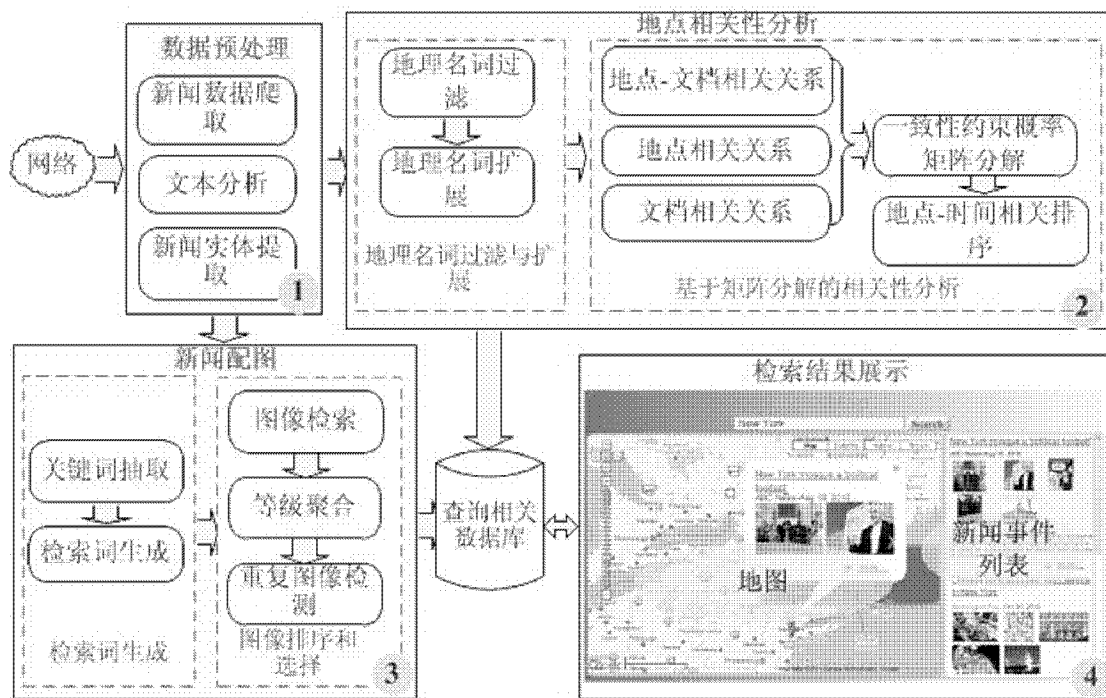 网络
数据预处理
新闻数据爬
取
文本分析
新闻实体提
取
1
地点相关性分析
地理名词过
滤
地理名词扩
展
地理名词过滤与扩
展
地点-文档相关关系
地点相关关系
文档相关关系
一致性约束概率
矩阵分解
地点-时间相关排
序
基于矩阵分解的相关性分析
2
新闻配图
关键词抽取
检索词生成
检索词生成
图像检索
等级聚合
重复图像检
测
图像排序和
选择
3
查询相关
数据库
检索结果展示
New York
Search
地图
新闻事件
列表
4